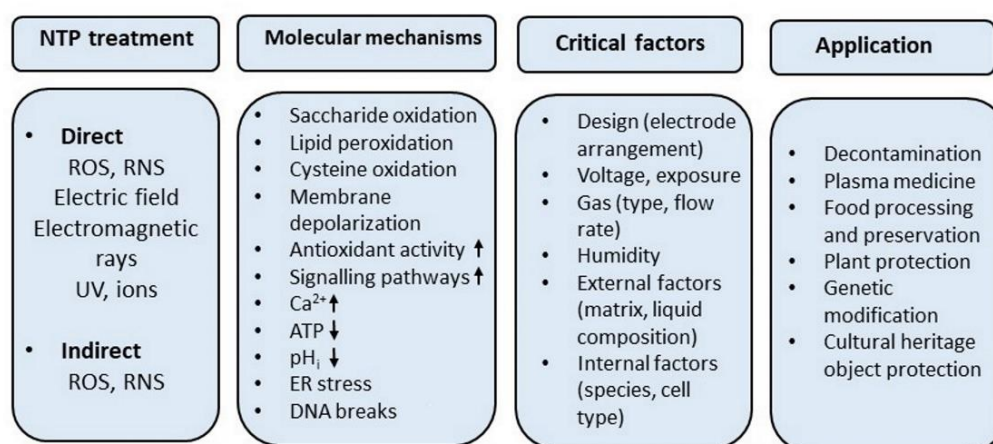 NTP treatment
• Direct
ROS, RNS
Electric field
Electromagnetic
rays
UV, ions
• Indirect
ROS, RNS
Molecular mechanisms
• Saccharide oxidation
• Lipid peroxidation
• Cysteine oxidation
• Membrane
depolarization
• Antioxidant activity ↑
• Signalling pathways ↑
• Ca²⁺ ↑
• ATP ↓
• pHᵢ ↓
• ER stress
• DNA breaks
Critical factors
• Design (electrode
arrangement)
• Voltage, exposure
• Gas (type, flow
rate)
• Humidity
• External factors
(matrix, liquid
composition)
• Internal factors
(species, cell
type)
Application
• Decontamination
• Plasma medicine
• Food processing
and preservation
• Plant protection
• Genetic
modification
• Cultural heritage
object protection